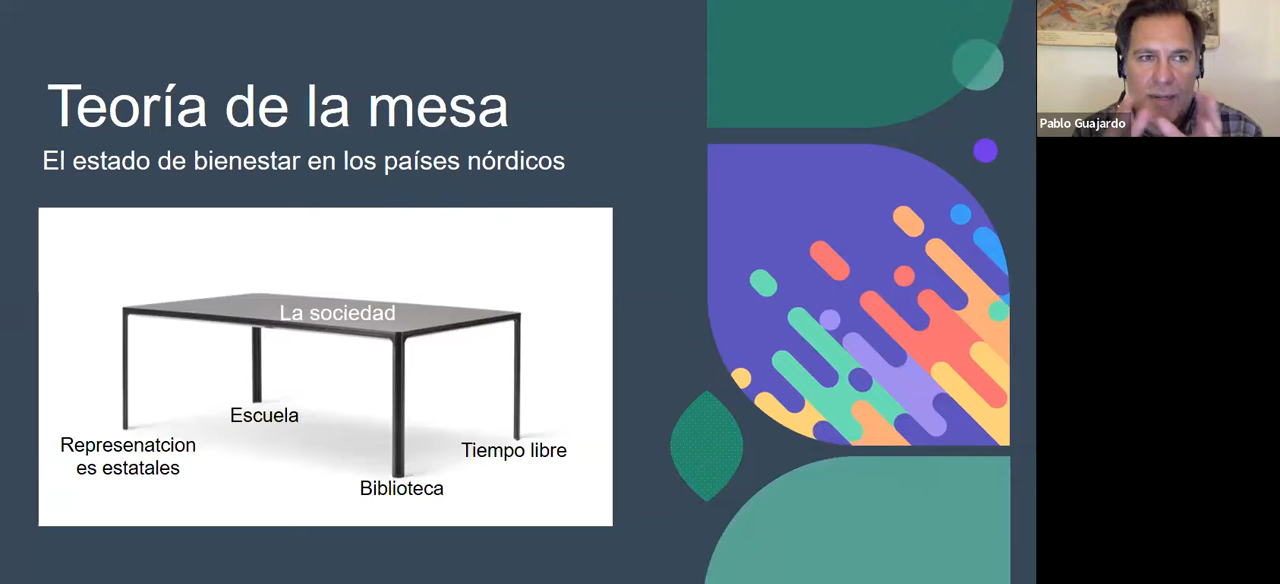 Teoría de la mesa
El estado de bienestar en los países nórdicos
La sociedad
Escuela
Represenatcion
es estatales
Tiempo libre
Biblioteca
Pablo Guajardo